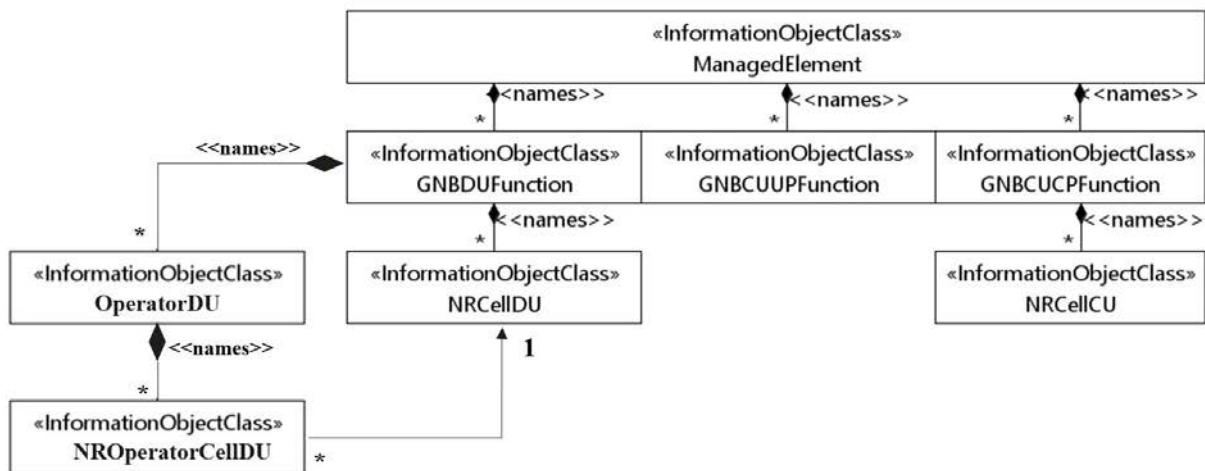 «InformationObjectClass»
ManagedElement
<<names>>
<<names>>
<<names>>
*
*
*
<<names>>
«InformationObjectClass»
GNBDUFunction
«InformationObjectClass»
GNBCUUPFunction
«InformationObjectClass»
GNBCUCPFunction
<<names>>
<<names>>
*
*
*
«InformationObjectClass»
OperatorDU
«InformationObjectClass»
NRCellDU
«InformationObjectClass»
NRCellCU
<<names>>
1
*
«InformationObjectClass»
NROperatorCellDU
*